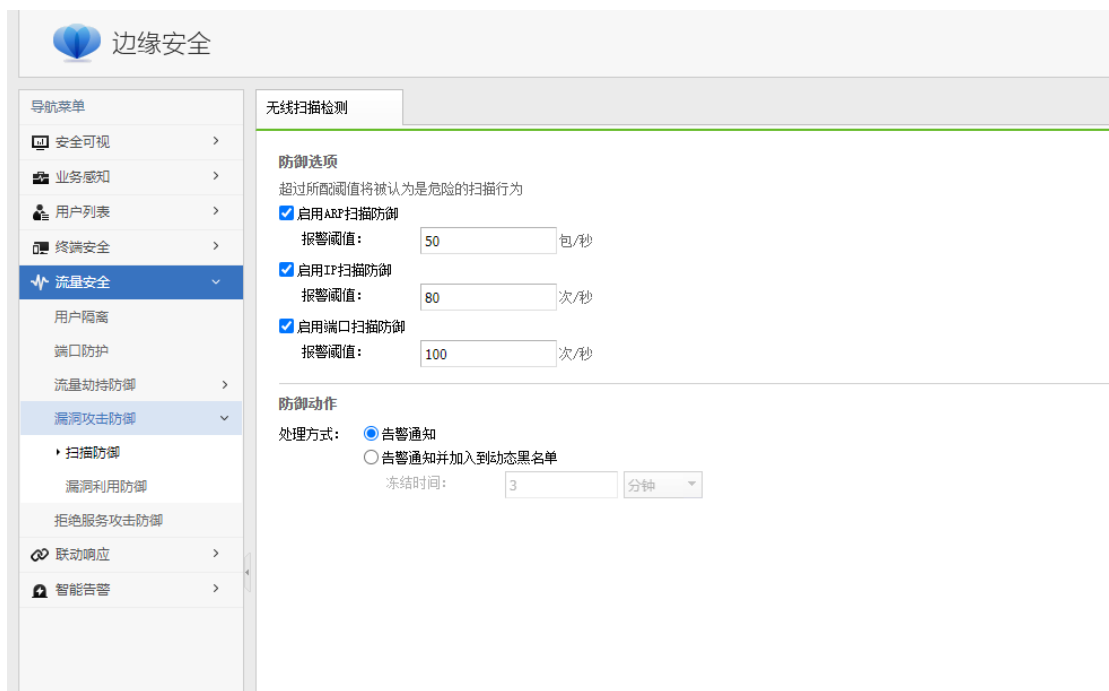 边缘安全
导航菜单
安全可视
业务感知
用户列表
终端安全
流量安全
用户隔离
端口防护
流量劫持防御
漏洞攻击防御
扫描防御
漏洞利用防御
拒绝服务攻击防御
联动响应
智能告警
无线扫描检测
防御选项
超过所配阈值将被认为是危险的扫描行为
启用ARP扫描防御
报警阈值： 50 包/秒
启用IP扫描防御
报警阈值： 80 次/秒
启用端口扫描防御
报警阈值： 100 次/秒
防御动作
处理方式： 告警通知
告警通知并加入到动态黑名单
冻结时间： 3 分钟